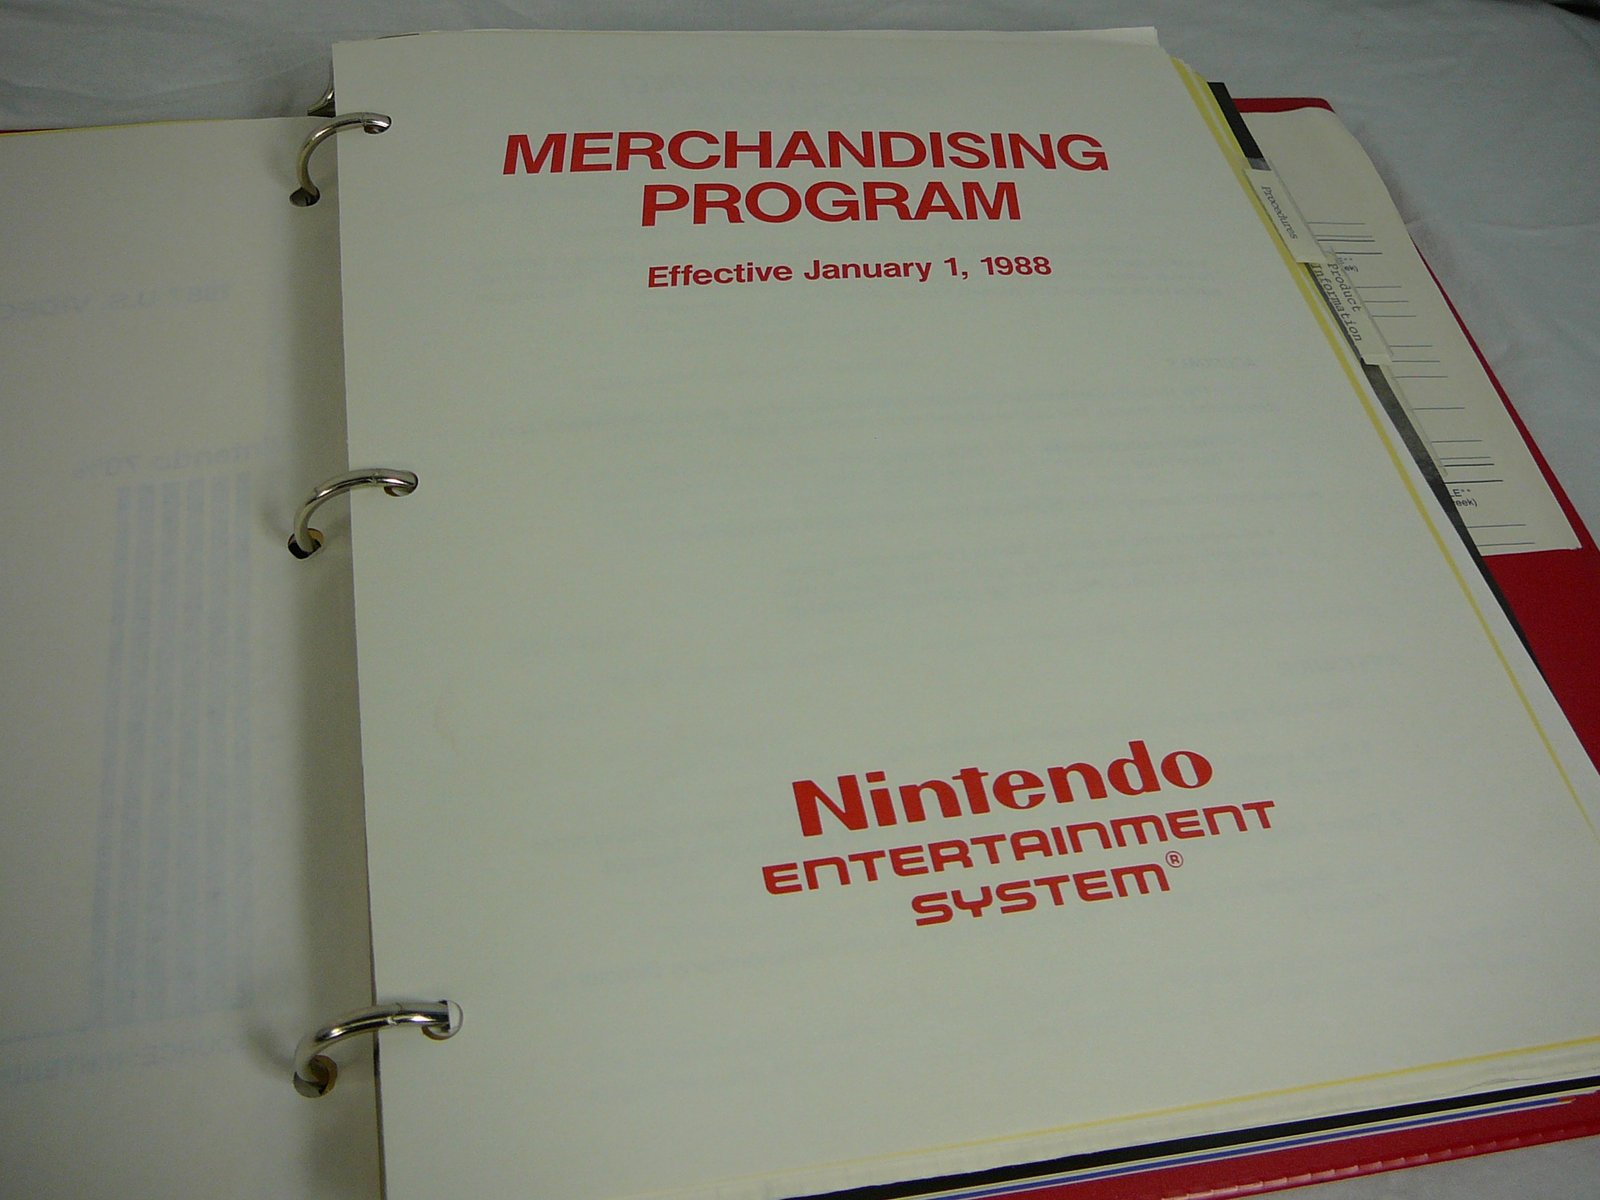 MERCHANDISING
PROGRAM
Effective January 1, 1988
Procedures
Product
Information
Nintendo
ENTERTAINMENT
SYSTEM®